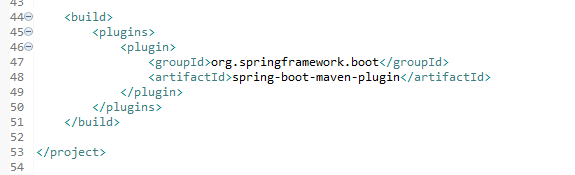 43
44 <build>
45 <plugins>
46 <plugin>
47 <groupId>org.springframework.boot</groupId>
48 <artifactId>spring-boot-maven-plugin</artifactId>
49 </plugin>
50 </plugins>
51 </build>
52
53 </project>
54